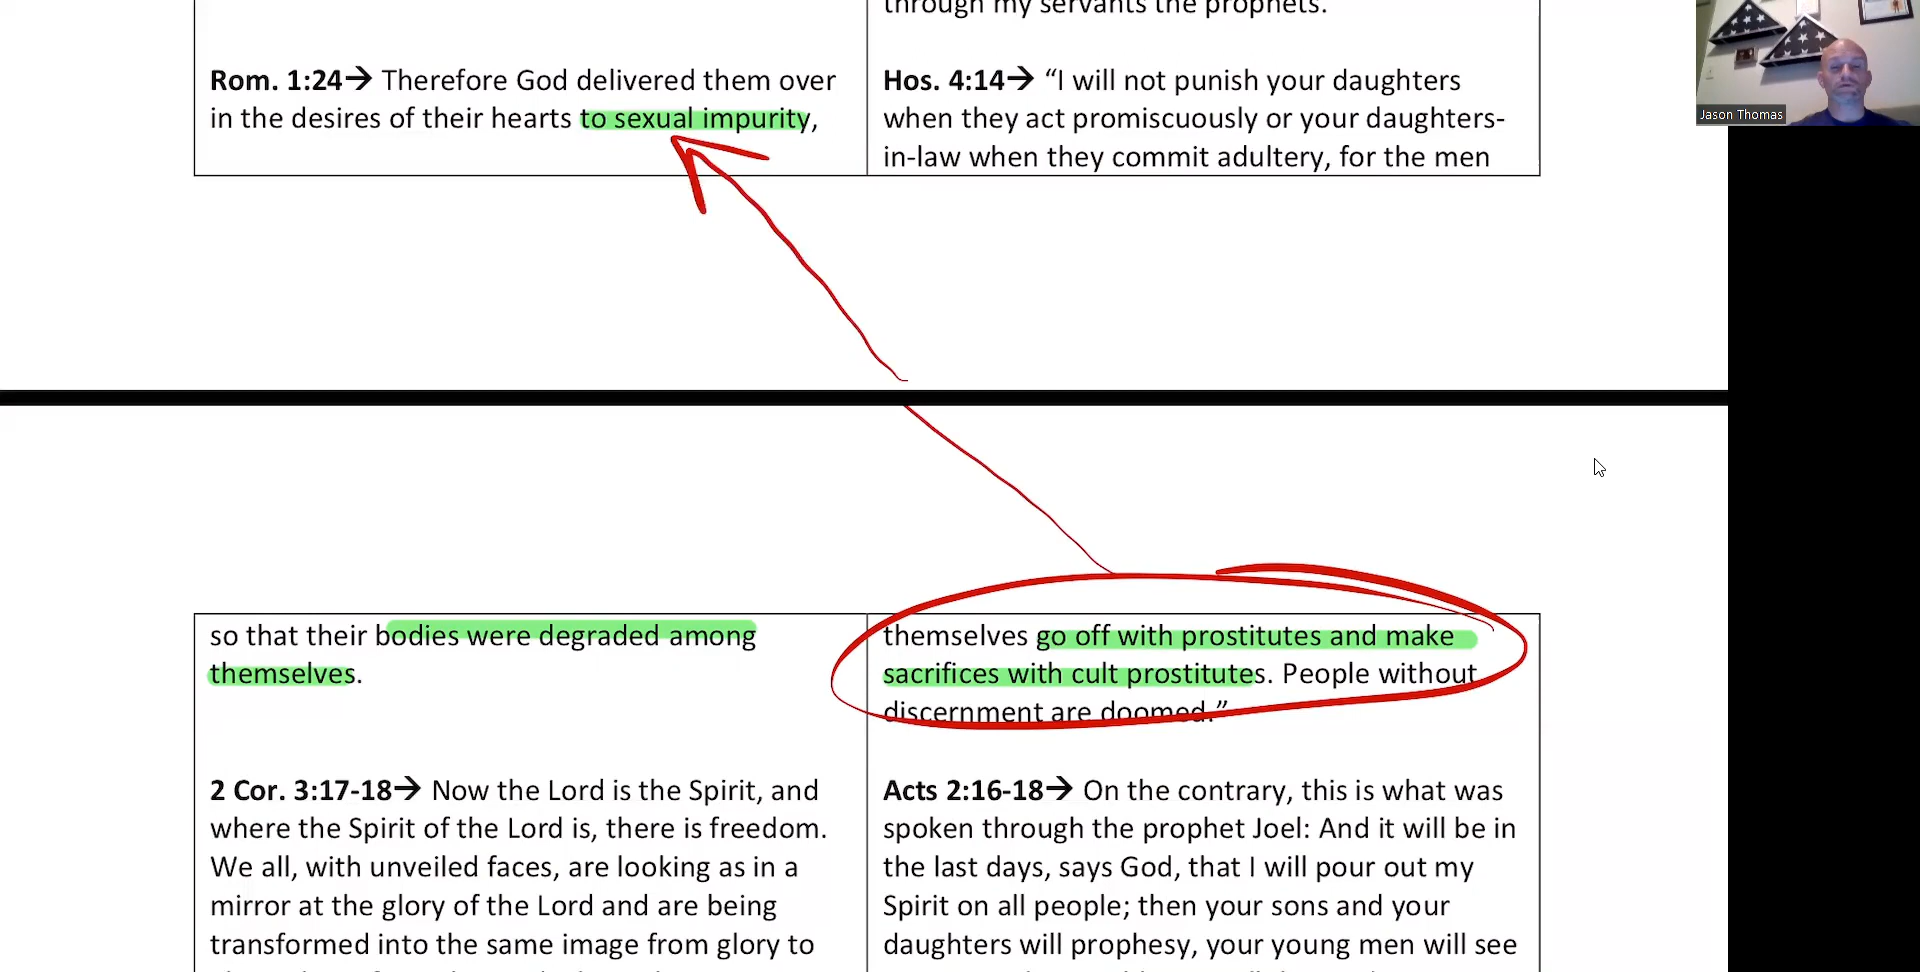 through my servants the prophets.
Rom. 1:24→ Therefore God delivered them over
in the desires of their hearts to sexual impurity,
Hos. 4:14→ “I will not punish your daughters
when they act promiscuously or your daughters-
in-law when they commit adultery, for the men
Jason Thomas
so that their bodies were degraded among
themselves.
themselves go off with prostitutes and make
sacrifices with cult prostitutes. People without
discernment are doomed.”
2 Cor. 3:17-18→ Now the Lord is the Spirit, and
where the Spirit of the Lord is, there is freedom.
We all, with unveiled faces, are looking as in a
mirror at the glory of the Lord and are being
transformed into the same image from glory to
Acts 2:16-18→ On the contrary, this is what was
spoken through the prophet Joel: And it will be in
the last days, says God, that I will pour out my
Spirit on all people; then your sons and your
daughters will prophesy, your young men will see